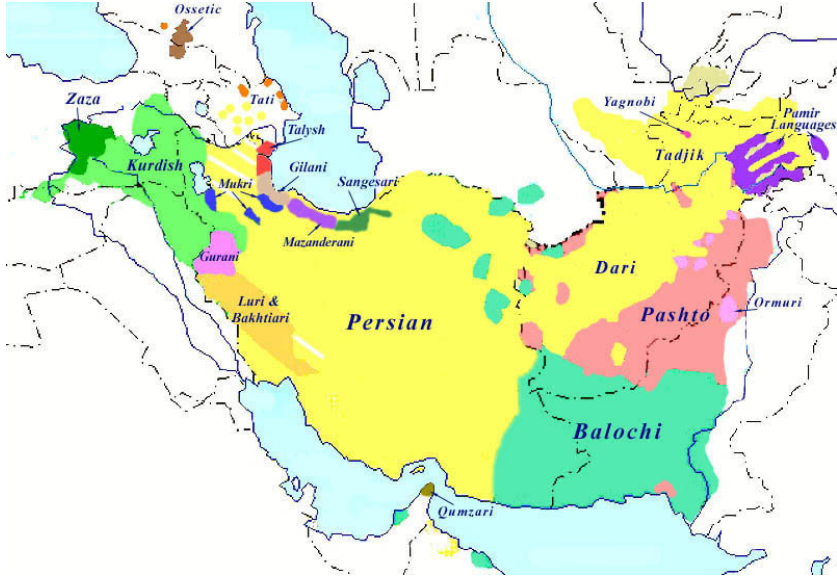 Ossetic
Zaza
Tati
Yagnobi
Pamir
Languages
Talysh
Tadjik
Kurdish
Gilani
Mukri
Sangesari
Mazanderani
Gurani
Dari
Luri &
Bakhtiari
Persian
Pashto
Ormuri
Balochi
Qumzari